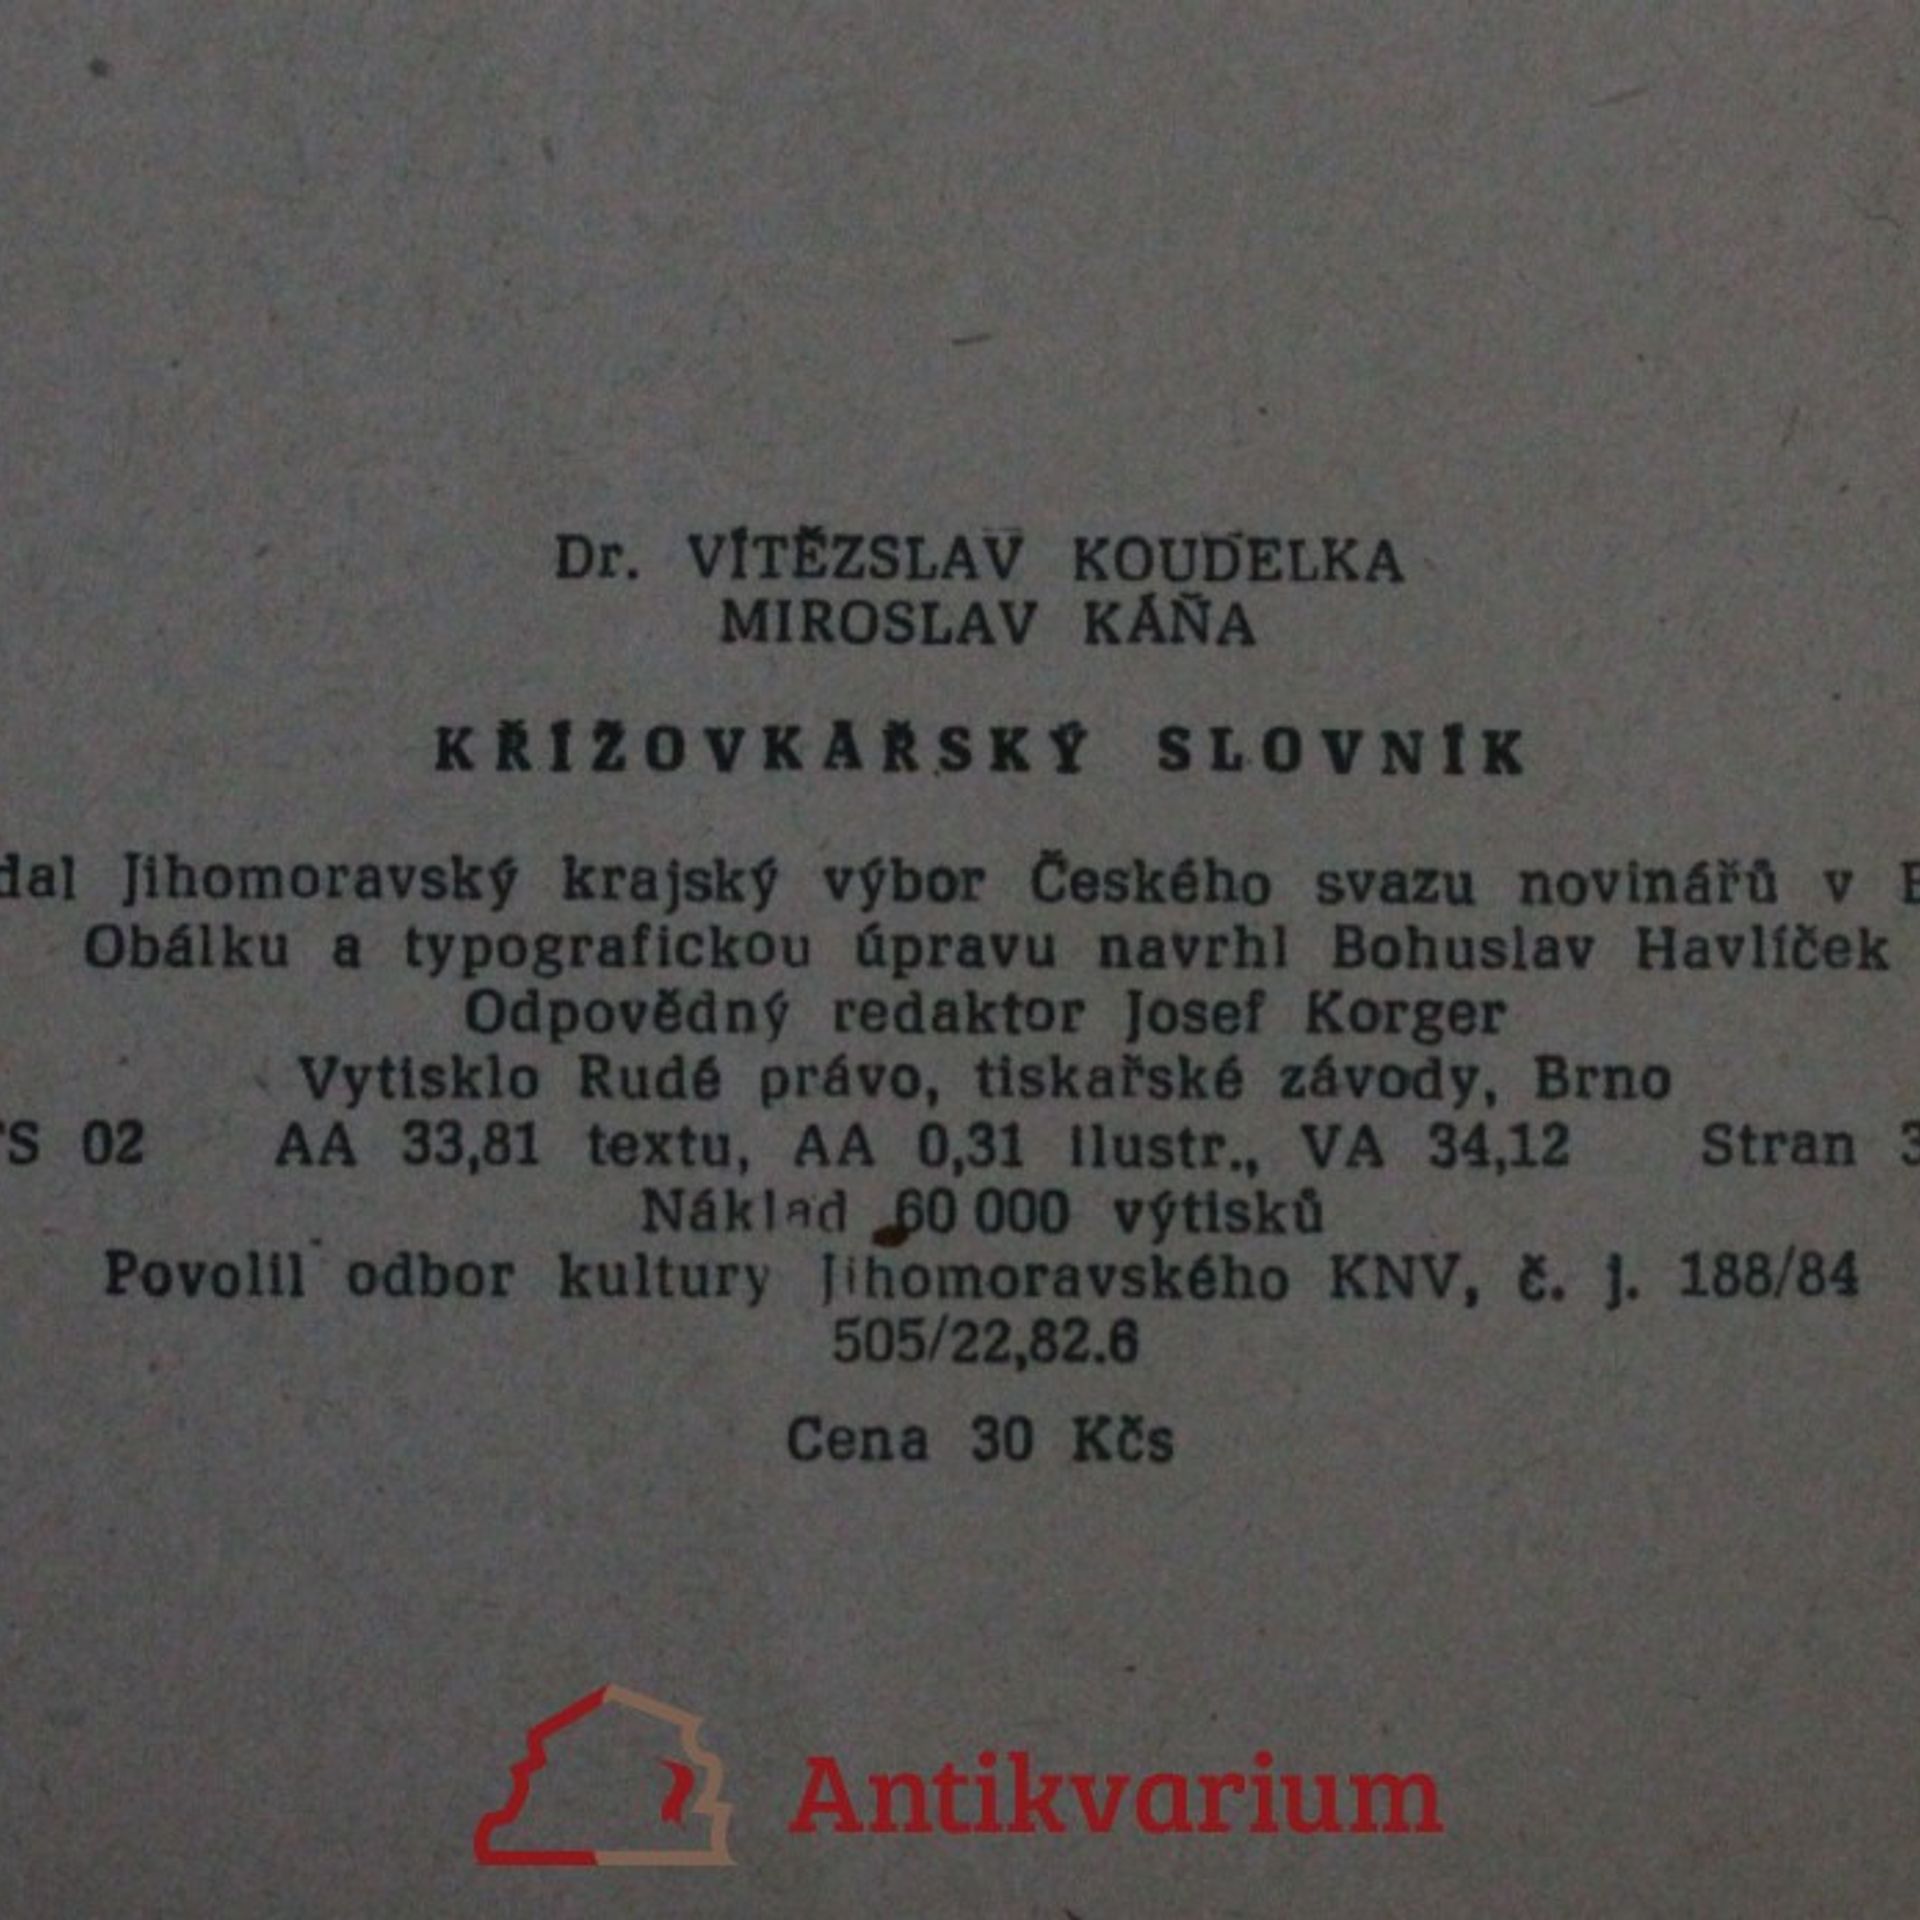 Dr. VÍTĚZSLAV KOUDELKA
MIROSLAV KÁŇA
KŘÍŽOVKÁŘSKÝ SLOVNÍK
dal Jihomoravský krajský výbor Českého svazu novinářů v
Obálku a typografickou úpravu navrhl Bohuslav Havlíček
Odpovědný redaktor Josef Korger
Vytisklo Rudé právo, tiskařské závody, Brno
TS 02 AA 33,81 textu, AA 0,31 ilustr., VA 34,12 Stran
Náklad 60 000 výtisků
Povolil odbor kultury Jihomoravského KNV, č. j. 188/84
505/22,82.6
Cena 30 Kčs
Antikvarium